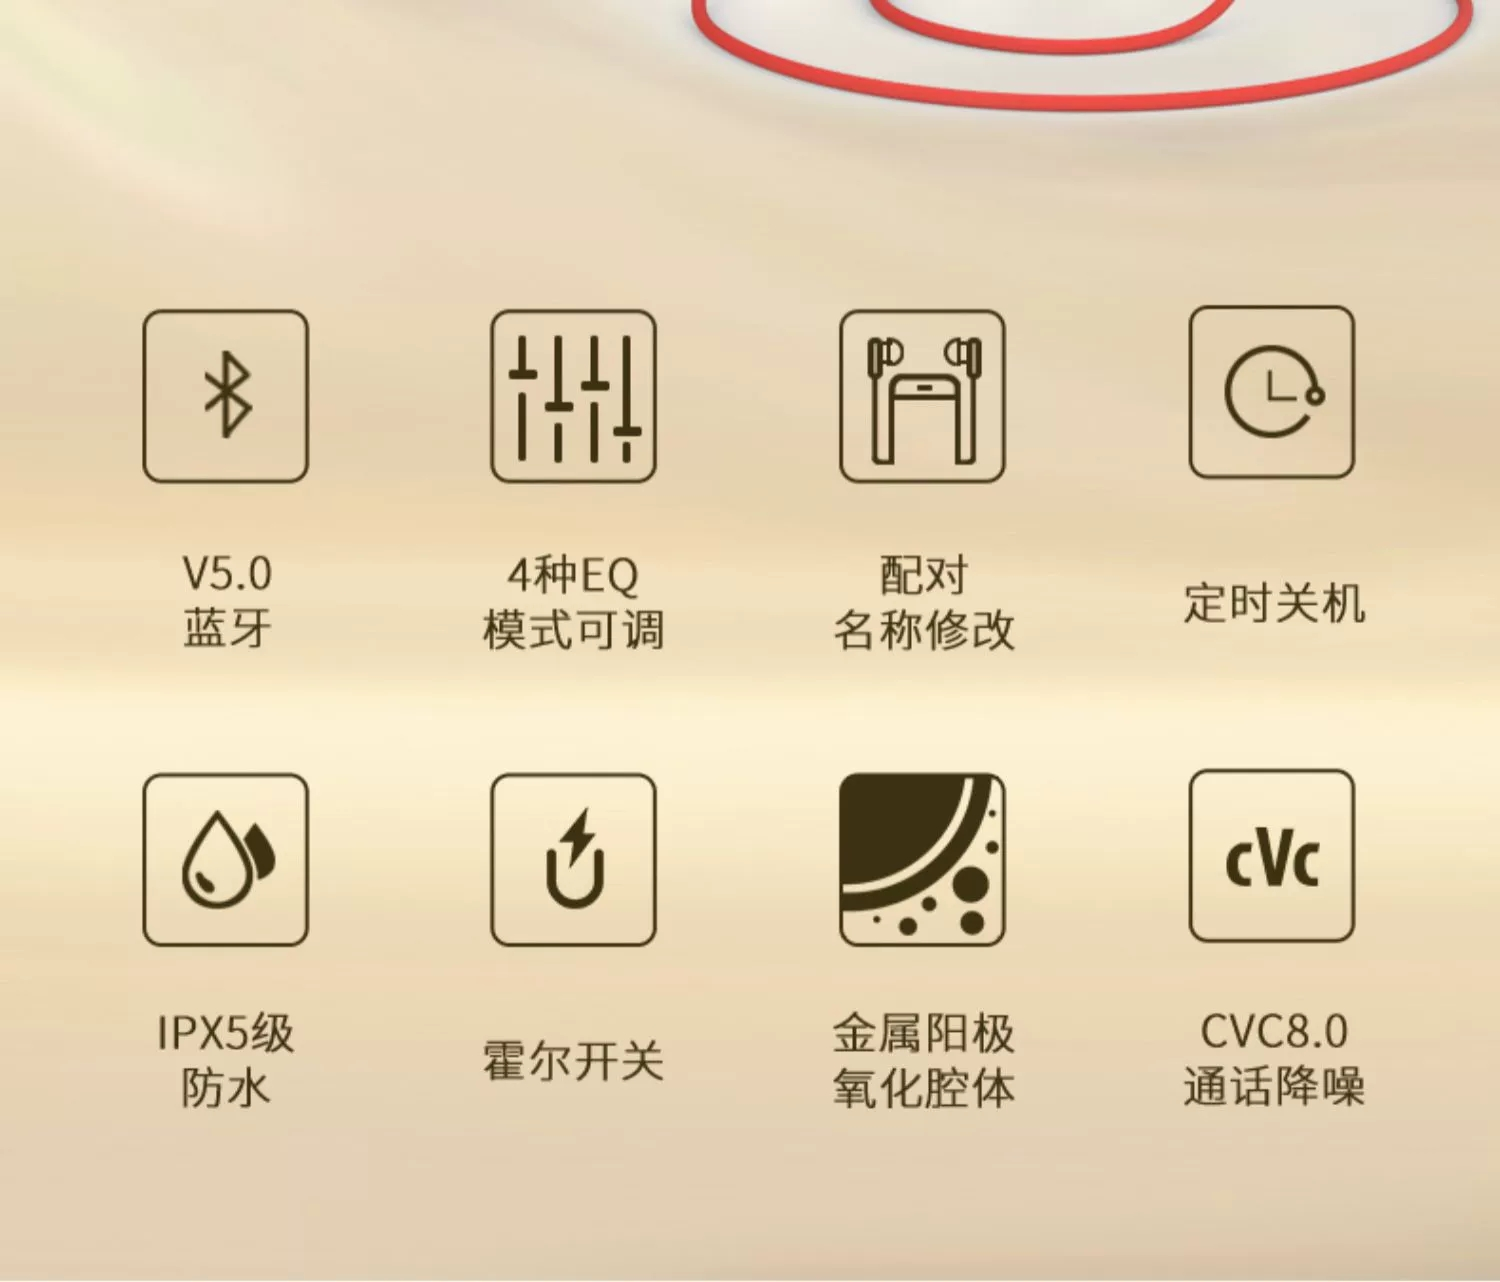 V5.0
蓝牙
4种EQ
模式可调
配对
名称修改
定时关机
cVc
IPX5级
防水
霍尔开关
金属阳极
氧化腔体
CVC8.0
通话降噪